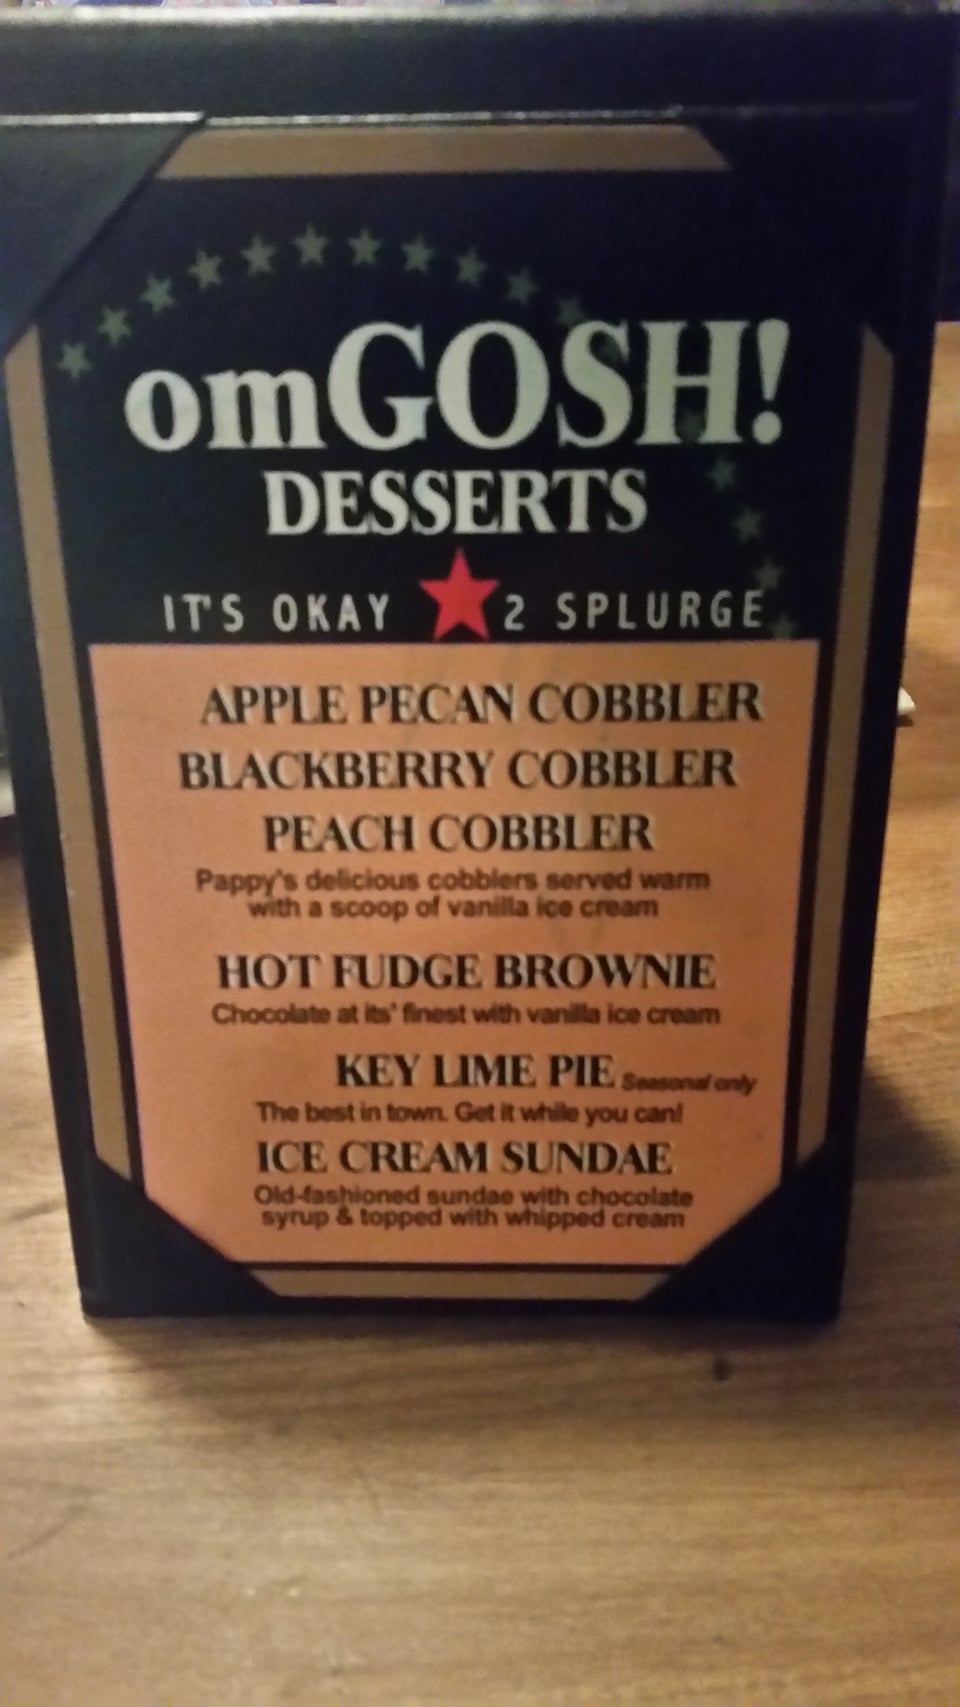 omGOSH!
DESSERTS
IT'S OKAY 2 SPLURGE
APPLE PECAN COBBLER
BLACKBERRY COBBLER
PEACH COBBLER
Pappy's delicious cobblers served warm
with a scoop of vanilla ice cream
HOT FUDGE BROWNIE
Chocolate at its' finest with vanilla ice cream
KEY LIME PIE Seasonal only
The best in town. Get it while you can!
ICE CREAM SUNDAE
Old-fashioned sundae with chocolate
syrup & topped with whipped cream